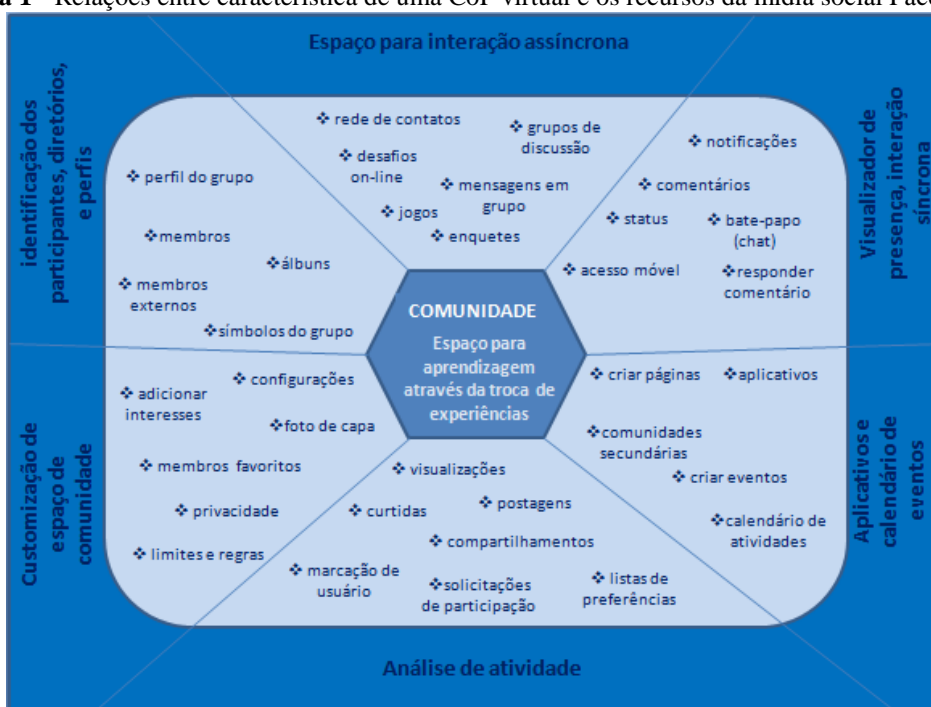 a 1 - Relações entre característica de uma CoP virtual e os recursos da mídia social Face
Espaço para interação assíncrona
identificação dos
participantes, diretórios,
e perfis
❖ perfil do grupo
❖membros
❖álbuns
❖ membros
externos
❖símbolos do grupo
❖ rede de contatos
❖ grupos de
discussão
❖ desafios
on-line
❖ mensagens em
grupo
❖ jogos
❖ enquetes
Visualizador de
presença, interação
síncrona
❖ notificações
❖ comentários
❖ status
❖ bate-papo
(chat)
❖ acesso móvel
❖responder
comentário
COMUNIDADE
Espaço para
aprendizagem
através da troca de
experiências
Customização de
espaço de
comunidade
❖ configurações
❖ adicionar
interesses
❖foto de capa
❖ membros favoritos
❖ privacidade
❖ limites e regras
❖ visualizações
❖ curtidas
❖ postagens
❖ compartilhamentos
❖ marcação de
usuário
❖solicitações
de participação
❖ listas de
preferências
Aplicativos e
calendário de
eventos
❖ criar páginas
❖aplicativos
❖comunidades
secundárias
❖ criar eventos
❖calendário de
atividades
Análise de atividade